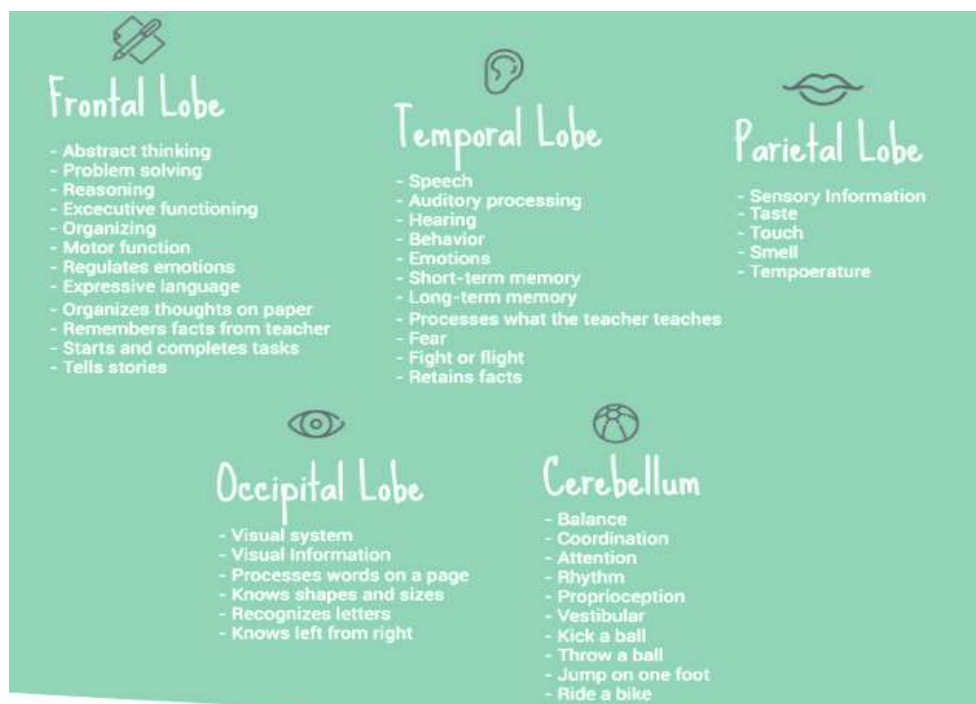 Frontal Lobe
- Abstract thinking
- Problem solving
- Reasoning
- Excecutive functioning
- Organizing
- Motor function
- Regulates emotions
- Expressive language
- Organizes thoughts on paper
- Remembers facts from teacher
- Starts and completes tasks
- Tells stories
Temporal Lobe
- Speech
- Auditory processing
- Hearing
- Behavior
- Emotions
- Short-term memory
- Long-term memory
- Processes what the teacher teaches
- Fear
- Fight or flight
- Retains facts
Parietal Lobe
- Sensory Information
- Taste
- Touch
- Smell
- Tempoerature
Occipital Lobe
- Visual system
- Visual Information
- Processes words on a page
- Knows shapes and sizes
- Recognizes letters
- Knows left from right
Cerebellum
- Balance
- Coordination
- Attention
- Rhythm
- Proprioception
- Vestibular
- Kick a ball
- Throw a ball
- Jump on one foot
- Ride a bike